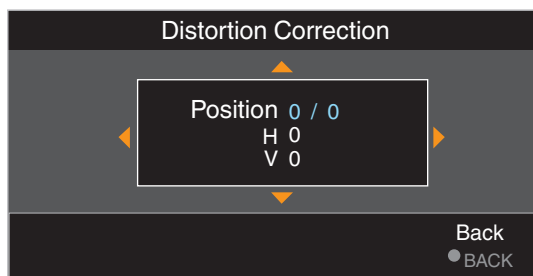 Distortion Correction
Position 0 / 0
H 0
V 0
Back
BACK